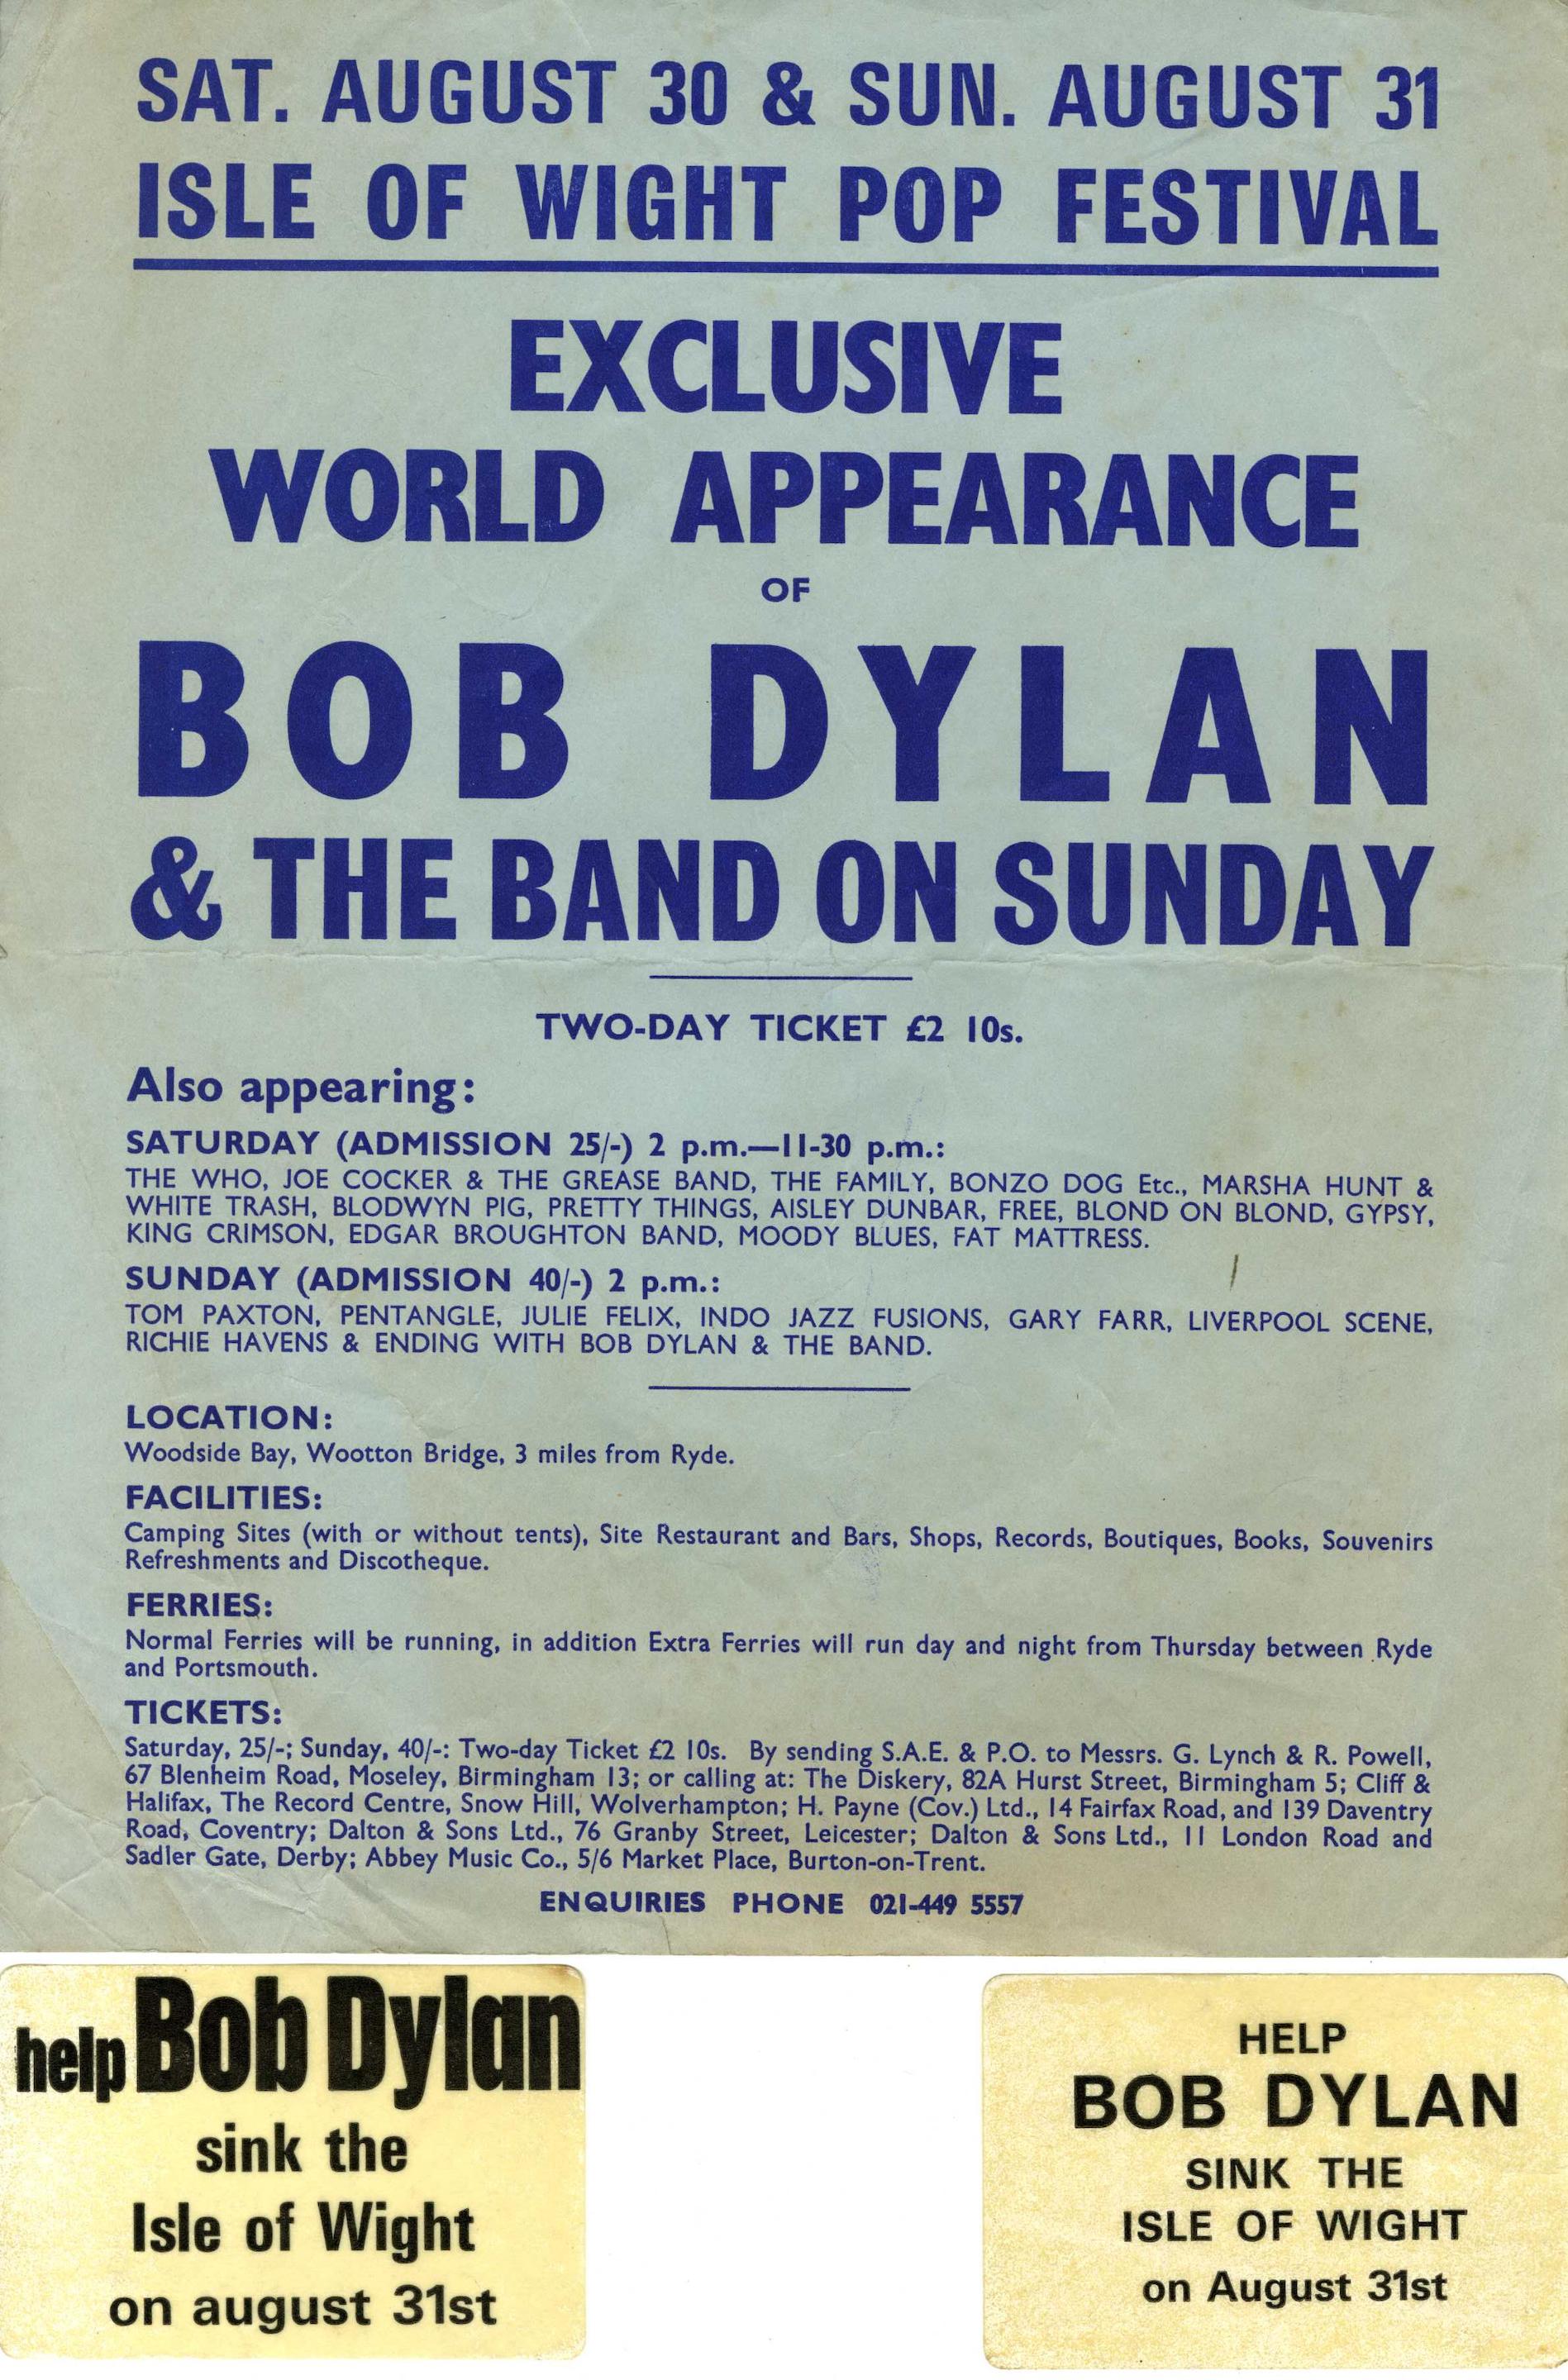 SAT. AUGUST 30 & SUN. AUGUST 31
ISLE OF WIGHT POP FESTIVAL
EXCLUSIVE
WORLD APPEARANCE
OF
BOB DYLAN
& THE BAND ON SUNDAY
TWO-DAY TICKET £2 10s.
Also appearing:
SATURDAY (ADMISSION 25/-) 2 p.m.—11-30 p.m.:
THE WHO, JOE COCKER & THE GREASE BAND, THE FAMILY, BONZO DOG Etc., MARSHA HUNT &
WHITE TRASH, BLODWYN PIG, PRETTY THINGS, AISLEY DUNBAR, FREE, BLOND ON BLOND, GYPSY,
KING CRIMSON, EDGAR BROUGHTON BAND, MOODY BLUES, FAT MATTRESS.
SUNDAY (ADMISSION 40/-) 2 p.m.:
TOM PAXTON, PENTANGLE, JULIE FELIX, INDO JAZZ FUSIONS, GARY FARR, LIVERPOOL SCENE,
RICHIE HAVENS & ENDING WITH BOB DYLAN & THE BAND.
LOCATION:
Woodside Bay, Wootton Bridge, 3 miles from Ryde.
FACILITIES:
Camping Sites (with or without tents), Site Restaurant and Bars, Shops, Records, Boutiques, Books, Souvenirs
Refreshments and Discotheque.
FERRIES:
Normal Ferries will be running, in addition Extra Ferries will run day and night from Thursday between Ryde
and Portsmouth.
TICKETS:
Saturday, 25/-; Sunday, 40/-: Two-day Ticket £2 10s. By sending S.A.E. & P.O. to Messrs. G. Lynch & R. Powell,
67 Blenheim Road, Moseley, Birmingham 13; or calling at: The Diskery, 82A Hurst Street, Birmingham 5; Cliff &
Halifax, The Record Centre, Snow Hill, Wolverhampton; H. Payne (Cov.) Ltd., 14 Fairfax Road, and 139 Daventry
Road, Coventry; Dalton & Sons Ltd., 76 Granby Street, Leicester; Dalton & Sons Ltd., 11 London Road and
Sadler Gate, Derby; Abbey Music Co., 5/6 Market Place, Burton-on-Trent.
ENQUIRIES PHONE 021-449 5557
help Bob Dylan
sink the
Isle of Wight
on august 31st
HELP
BOB DYLAN
SINK THE
ISLE OF WIGHT
on August 31st